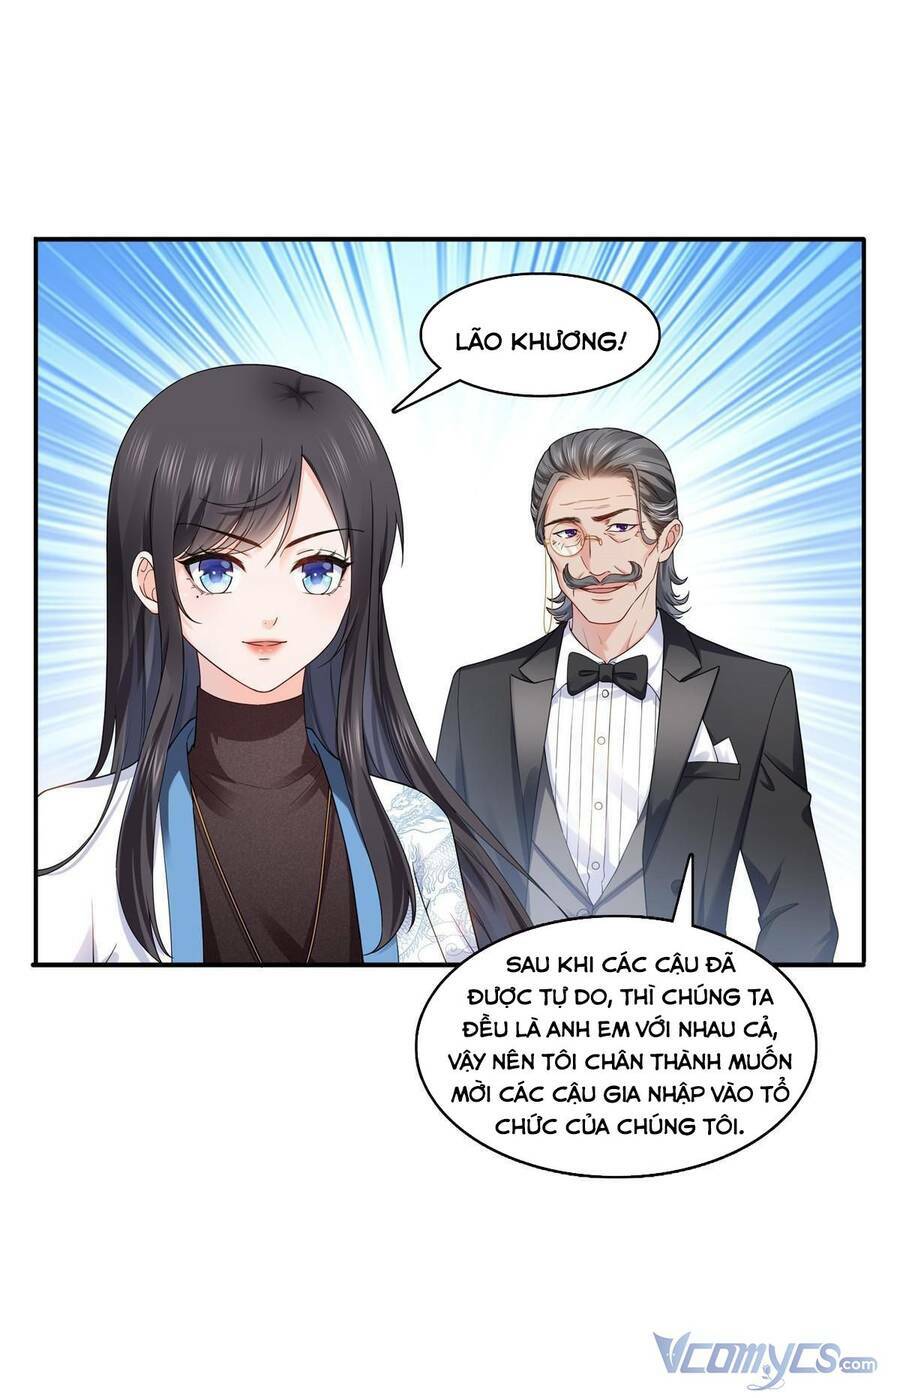 LÃO KHƯƠNG!
SAU KHI CÁC CẬU ĐÃ
ĐƯỢC TỰ DO, THÌ CHÚNG TA
ĐỀU LÀ ANH EM VỚI NHAU CẢ,
VẬY NÊN TÔI CHÂN THÀNH MUỐN
MỜI CÁC CẬU GIA NHẬP VÀO TỔ
CHỨC CỦA CHÚNG TÔI.
Vcomycs.com